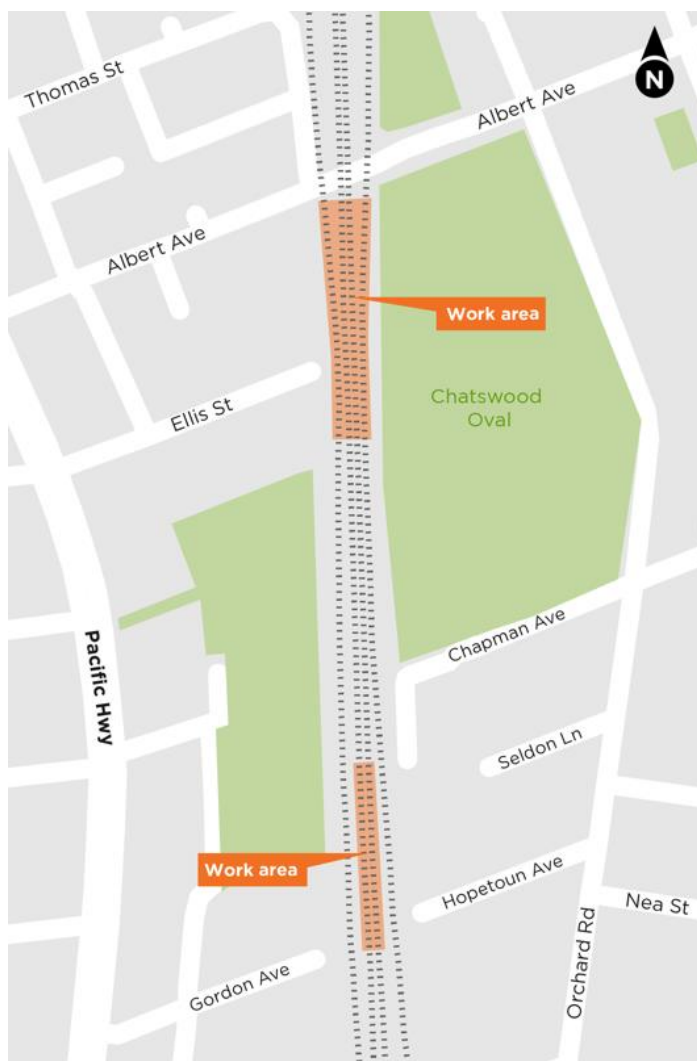 N
Thomas St
Albert Ave
Albert Ave
Work area
Ellis St
Chatswood
Oval
Chapman Ave
Pacific Hwy
Seldon Ln
Work area
Hopetoun Ave
Nea St
Orchard Rd
Gordon Ave